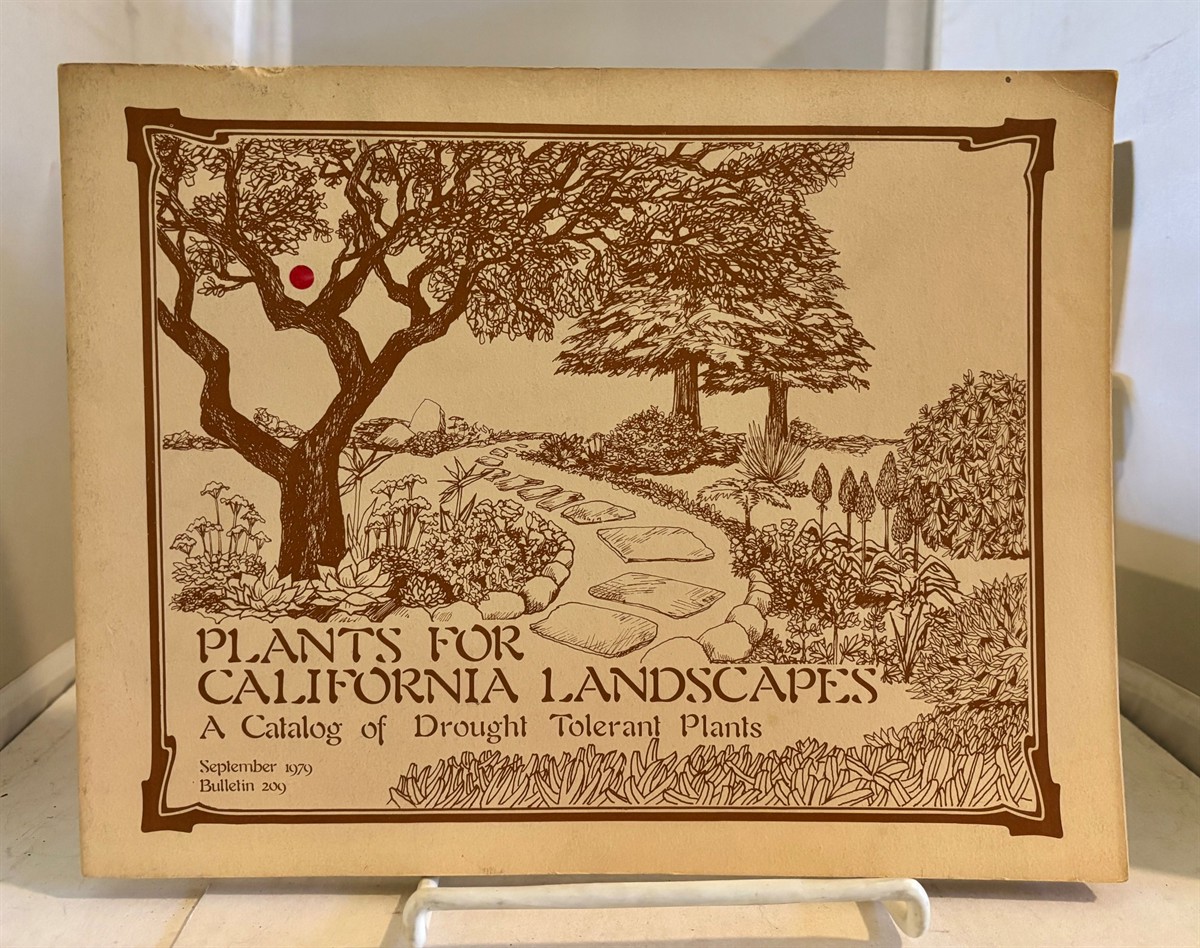 PLANTS FOR
CALIFORNIA LANDSCAPES
A Catalog of Drought Tolerant Plants
September 1979
Bulletin 209